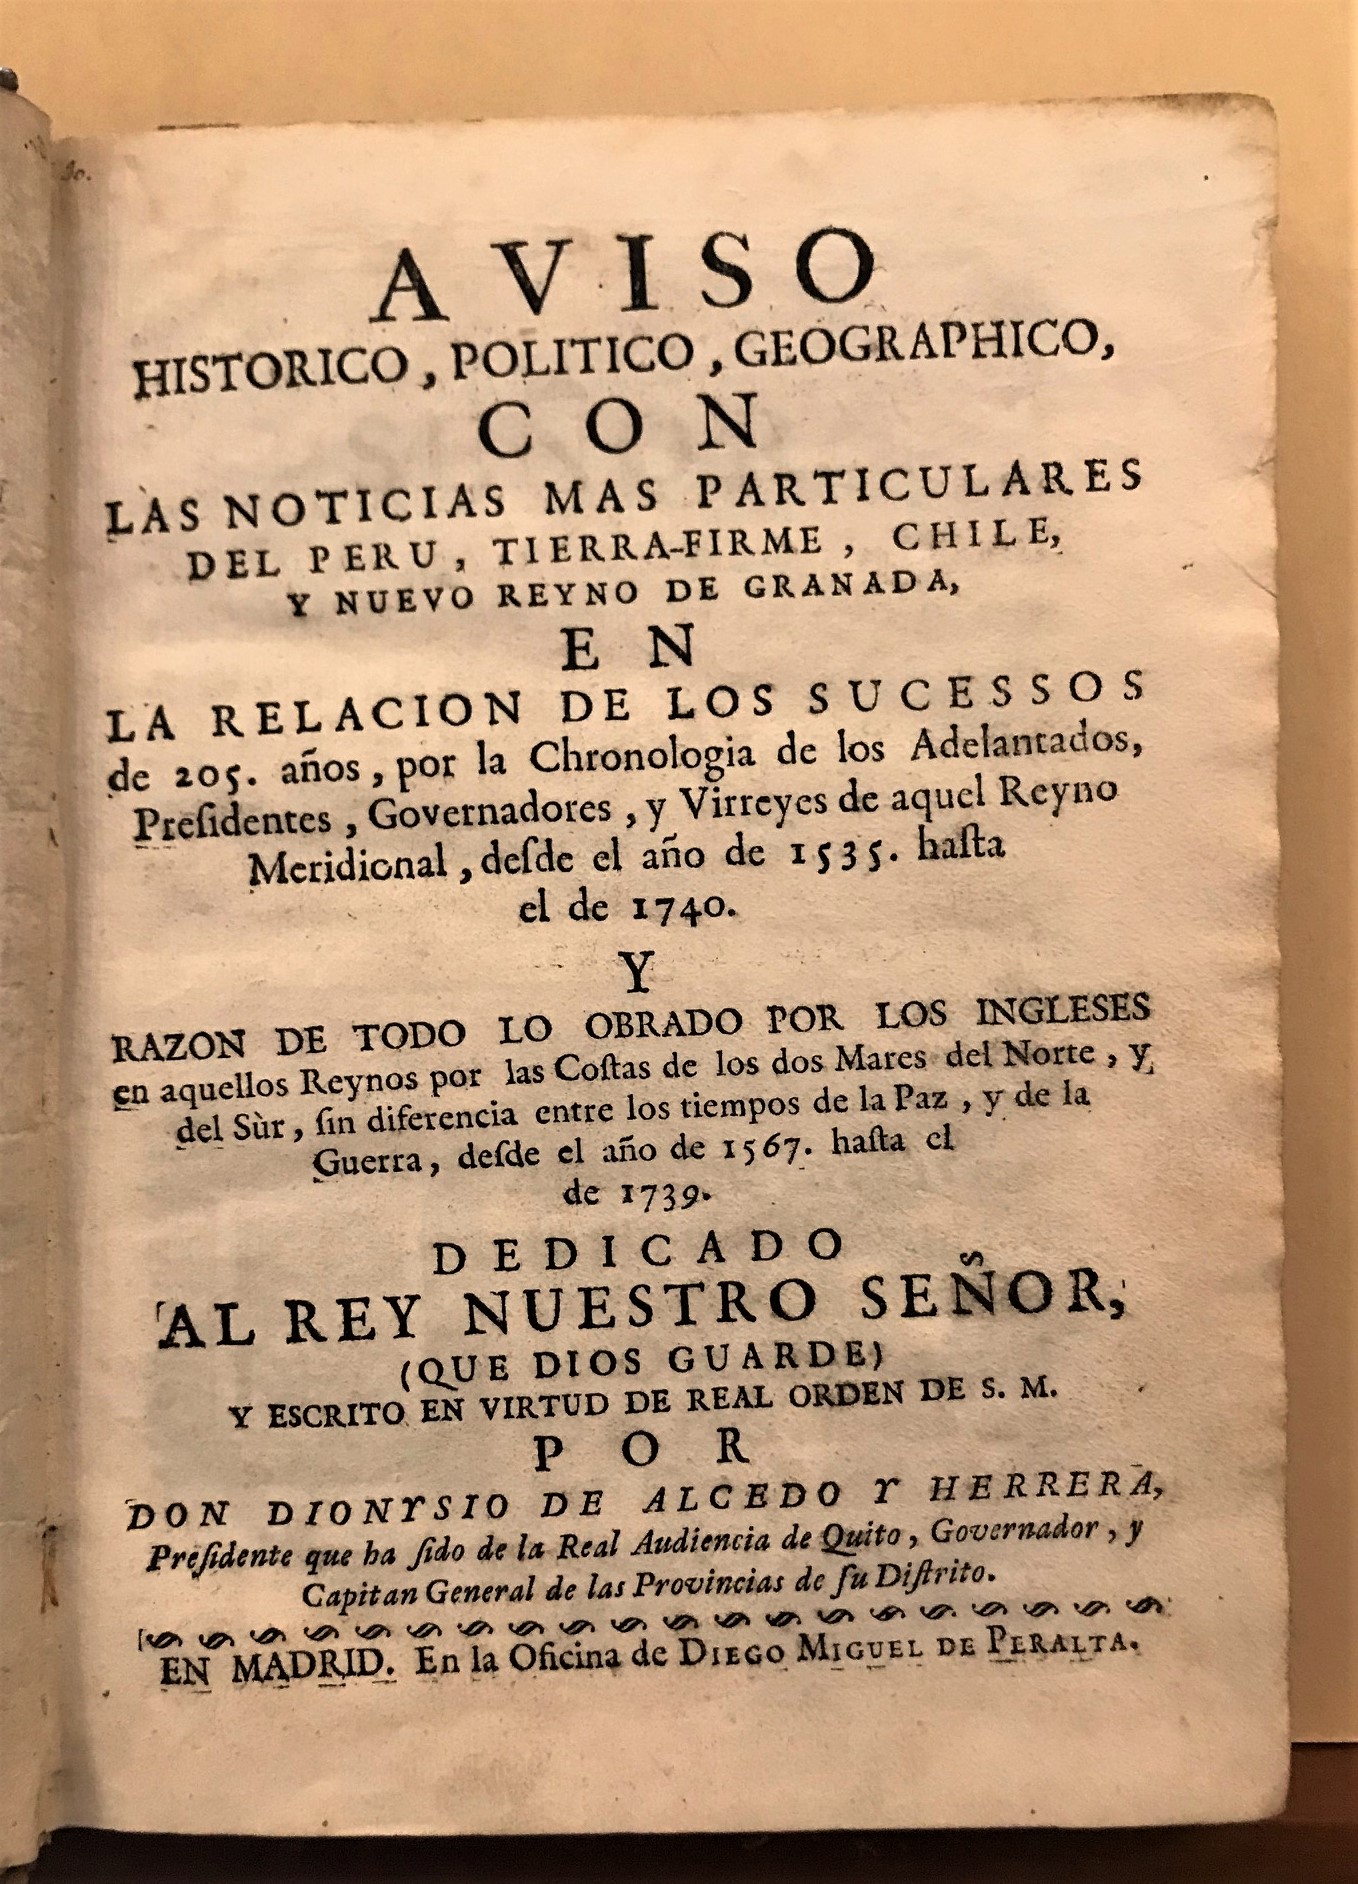 AVISO
HISTORICO, POLITICO, GEOGRAPHICO,
CON
LAS NOTICIAS MAS PARTICULARES
DEL PERU, TIERRA-FIRME, CHILE,
Y NUEVO REYNO DE GRANADA,
EN
LA RELACION DE LOS SUCESSOS
de 205. años, por la Chronologia de los Adelantados,
Preſidentes, Governadores, y Virreyes de aquel Reyno
Meridional, deſde el año de 1535. haſta
el de 1740.
Y
RAZON DE TODO LO OBRADO POR LOS INGLESES
en aquellos Reynos por las Coſtas de los dos Mares del Norte, y
del Sùr, ſin diferencia entre los tiempos de la Paz, y de la
Guerra, deſde el año de 1567. haſta el
de 1739.
DEDICADO
AL REY NUESTRO SEÑOR,
(QUE DIOS GUARDE)
Y ESCRITO EN VIRTUD DE REAL ORDEN DE S. M.
POR
DON DIONYSIO DE ALCEDO Y HERRERA,
Preſidente que ha ſido de la Real Audiencia de Quito, Governador, y
Capitan General de las Provincias de ſu Diſtrito.
EN MADRID. En la Oficina de DIEGO MIGUEL DE PERALTA.